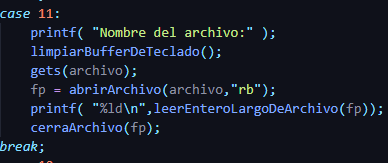 case 11:
printf( "Nombre del archivo:" );
limpiarBufferDeTeclado();
gets(archivo);
fp = abrirArchivo(archivo,"rb");
printf( "%ld\n",leerEnteroLargoDeArchivo(fp));
cerraArchivo(fp);
break;